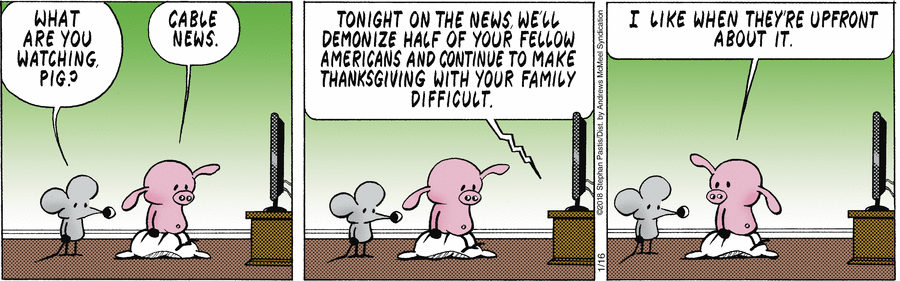 WHAT
ARE YOU
WATCHING,
PIG?
CABLE
NEWS.
TONIGHT ON THE NEWS, WE'LL
DEMONIZE HALF OF YOUR FELLOW
AMERICANS AND CONTINUE TO MAKE
THANKSGIVING WITH YOUR FAMILY
DIFFICULT.
©2018 Stephan Pastis/Dist. by Andrews McMeel Syndication
1/16
I LIKE WHEN THEY'RE UPFRONT
ABOUT IT.